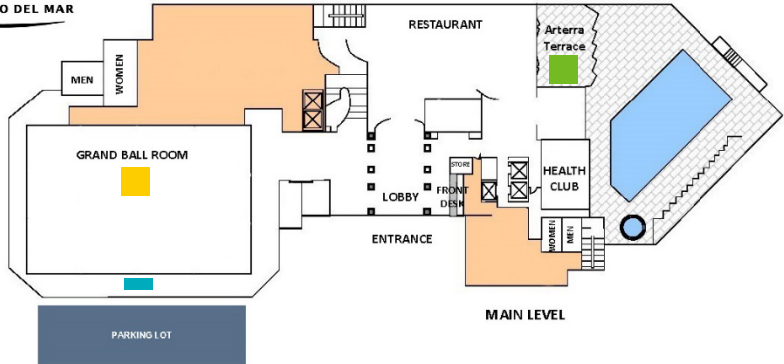 O DEL MAR
RESTAURANT
Arterra
Terrace
MEN
WOMEN
GRAND BALL ROOM
STORE
HEALTH
CLUB
LOBBY
FRONT
DESK
ENTRANCE
WOMEN
MEN
MAIN LEVEL
PARKING LOT